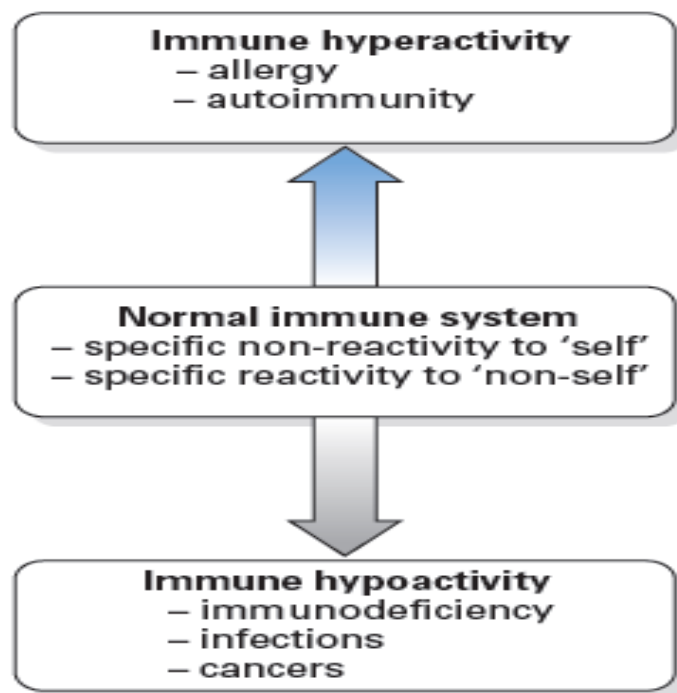 Immune hyperactivity
– allergy
– autoimmunity
Normal immune system
– specific non-reactivity to ‘self’
– specific reactivity to ‘non-self’
Immune hypoactivity
– immunodeficiency
– infections
– cancers